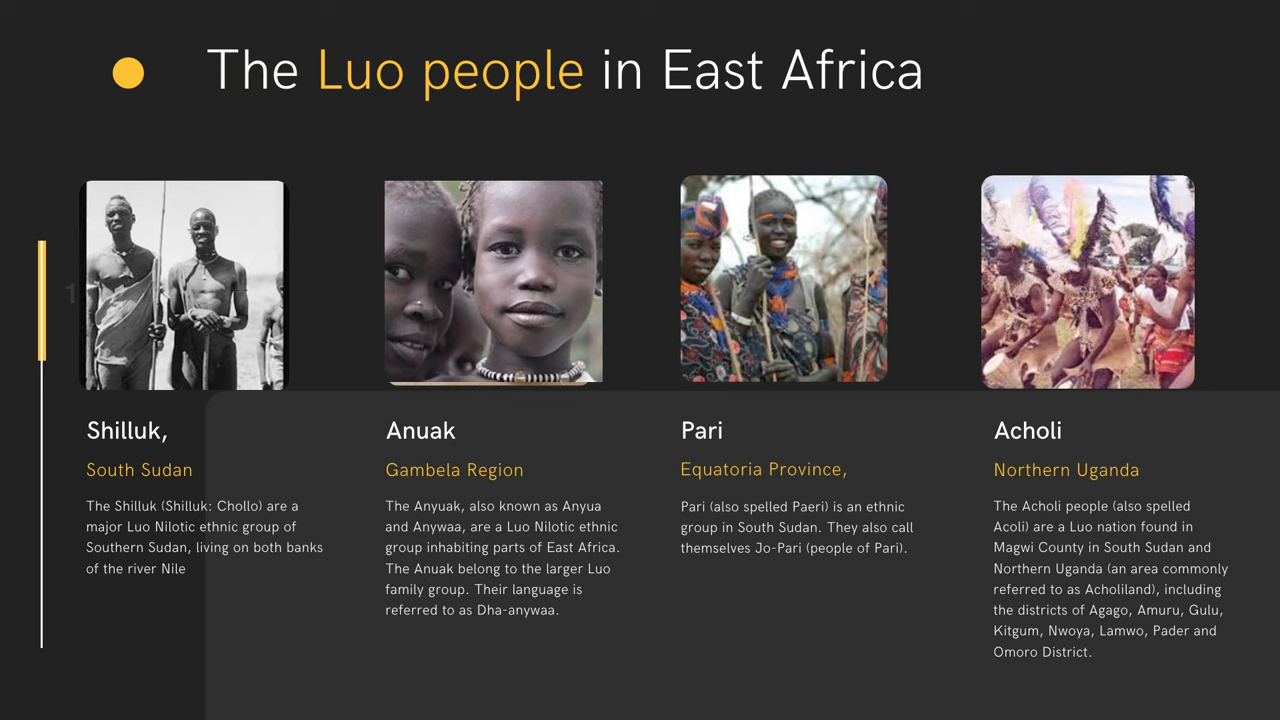 The Luo people in East Africa
1
Shilluk,
South Sudan
The Shilluk (Shilluk: Chollo) are a
major Luo Nilotic ethnic group of
Southern Sudan, living on both banks
of the river Nile
Anuak
Gambela Region
The Anyuak, also known as Anyua
and Anywaa, are a Luo Nilotic ethnic
group inhabiting parts of East Africa.
The Anuak belong to the larger Luo
family group. Their language is
referred to as Dha-anywaa.
Pari
Equatoria Province,
Pari (also spelled Paeri) is an ethnic
group in South Sudan. They also call
themselves Jo-Pari (people of Pari).
Acholi
Northern Uganda
The Acholi people (also spelled
Acoli) are a Luo nation found in
Magwi County in South Sudan and
Northern Uganda (an area commonly
referred to as Acholiland), including
the districts of Agago, Amuru, Gulu,
Kitgum, Nwoya, Lamwo, Pader and
Omoro District.